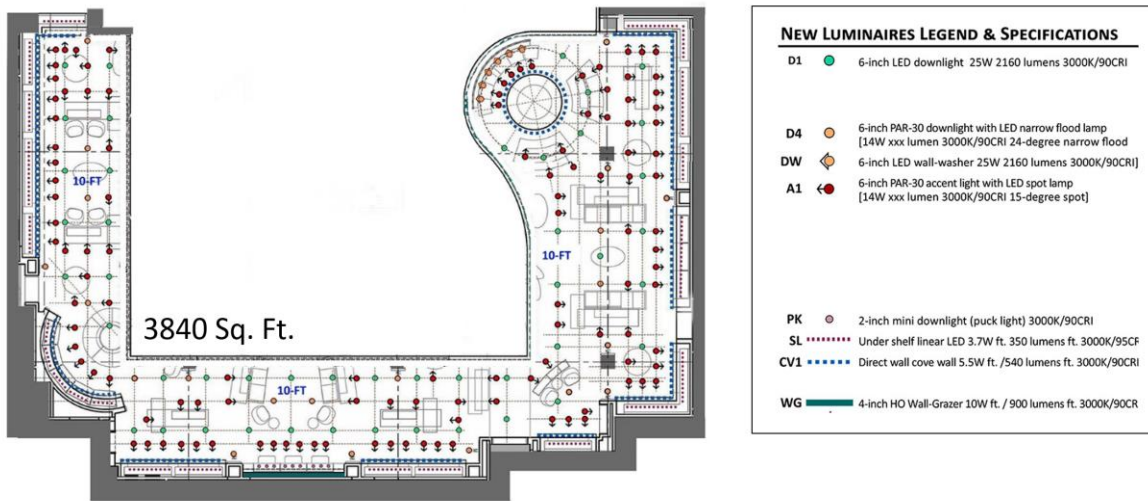 10-FT
10-FT
10-FT
3840 Sq. Ft.
NEW LUMINAIRES LEGEND & SPECIFICATIONS
D1 6-inch LED downlight 25W 2160 lumens 3000K/90CRI
D4 6-inch PAR-30 downlight with LED narrow flood lamp
[14W xxx lumen 3000K/90CRI 24-degree narrow flood
DW 6-inch LED wall-washer 25W 2160 lumens 3000K/90CRI]
A1 6-inch PAR-30 accent light with LED spot lamp
[14W xxx lumen 3000K/90CRI 15-degree spot]
PK 2-inch mini downlight (puck light) 3000K/90CRI
SL Under shelf linear LED 3.7W ft. 350 lumens ft. 3000K/95CR
CV1 Direct wall cove wall 5.5W ft. /540 lumens ft. 3000K/90CRI
WG 4-inch HO Wall-Grazer 10W ft. / 900 lumens ft. 3000K/90CR